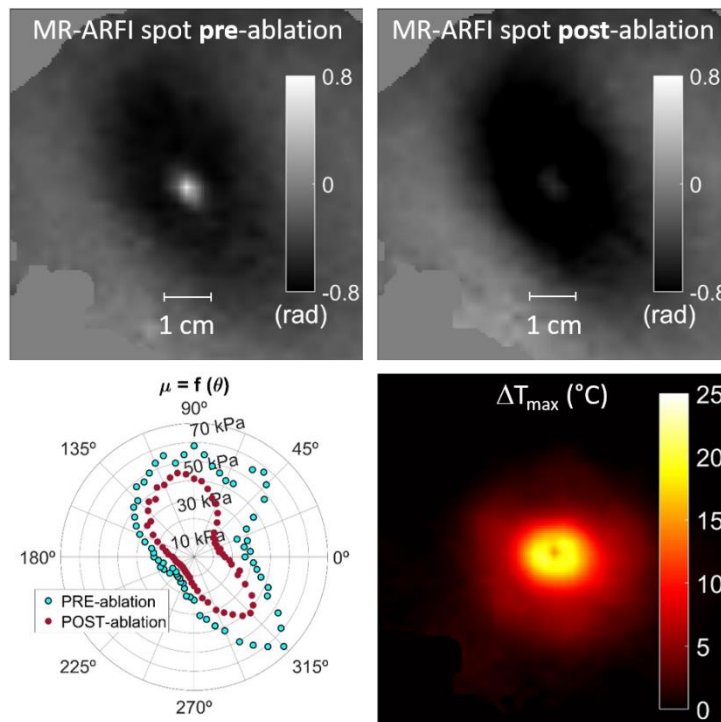 MR-ARFI spot pre-ablation
0.8
0
-0.8
(rad)
1 cm
MR-ARFI spot post-ablation
0.8
0
-0.8
(rad)
1 cm
μ = f (θ)
90º
135º
45º
70 kPa
50 kPa
30 kPa
10 kPa
180º
0º
PRE-ablation
POST-ablation
225º
315º
270º
ΔTmax (°C)
25
20
15
10
5
0